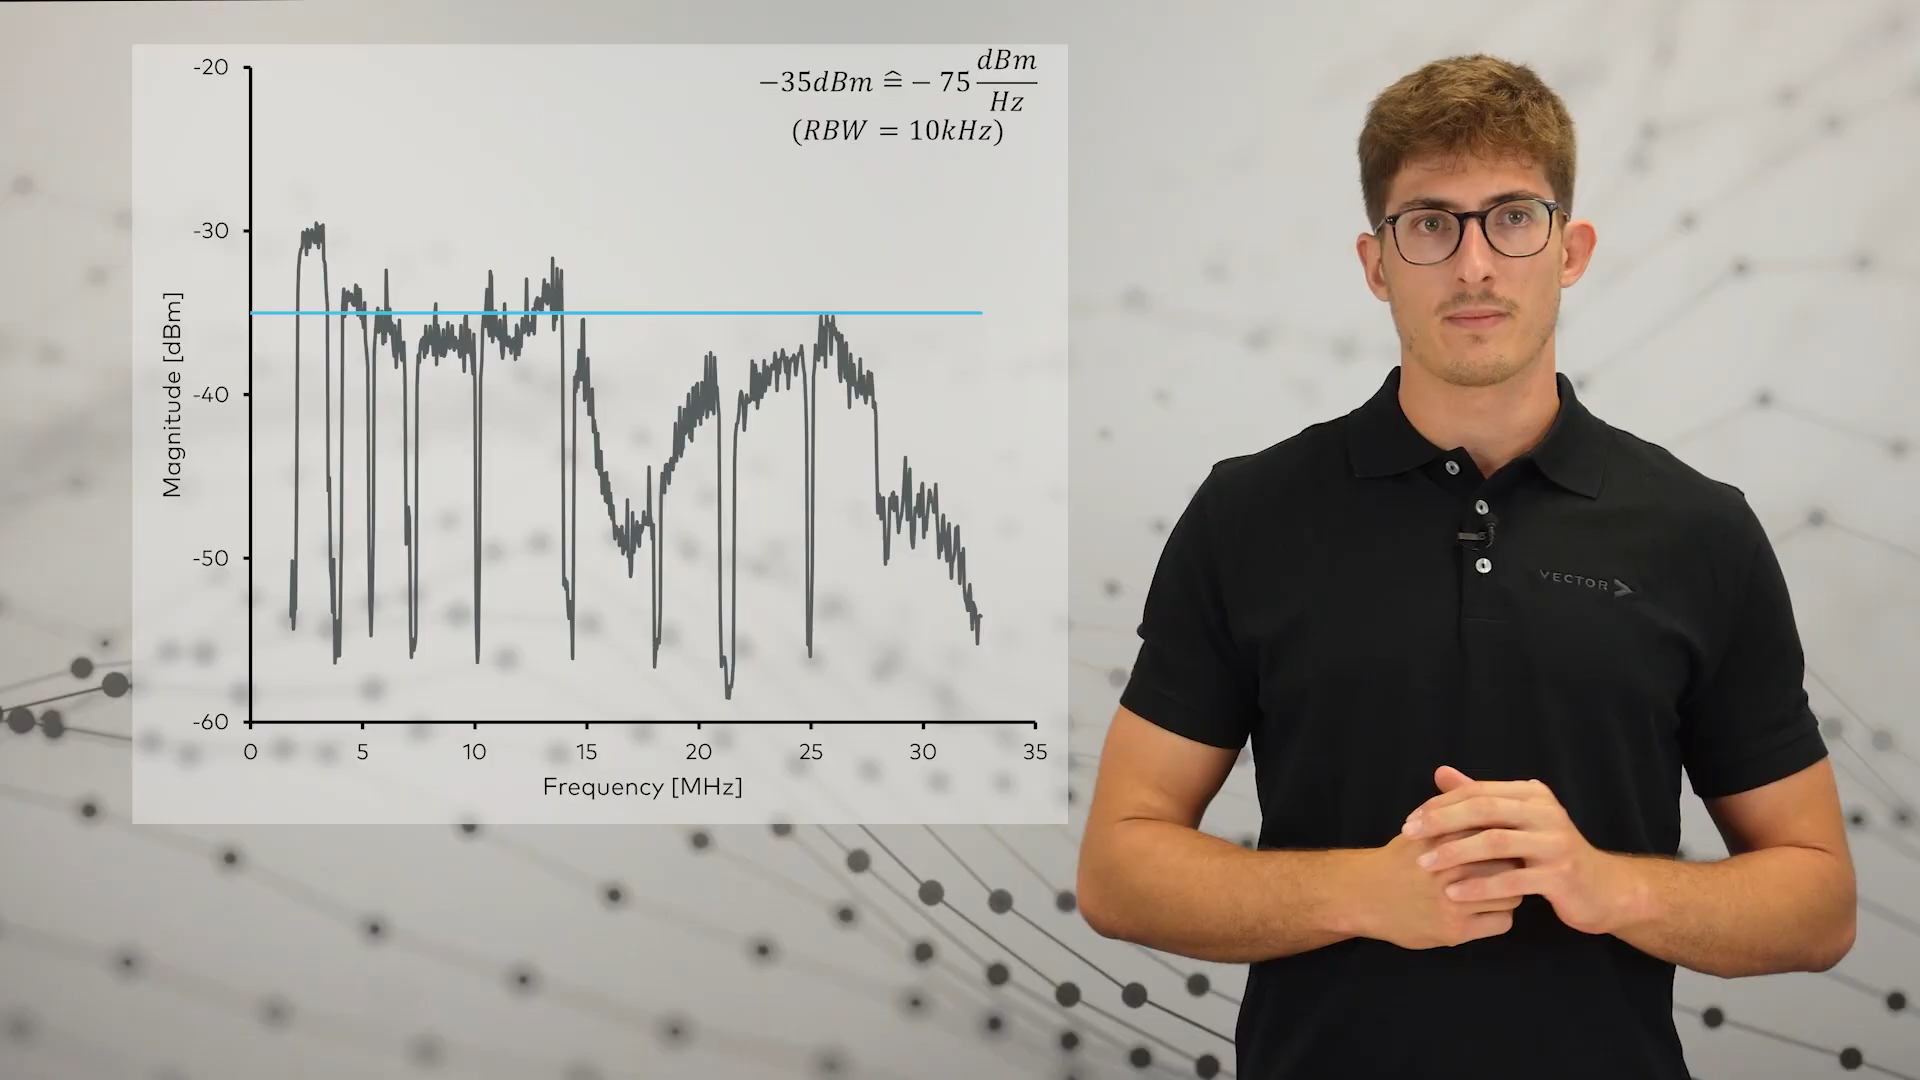 −35dBm ≙ − 75 dBm/Hz
(RBW = 10kHz)
Magnitude [dBm]
-20
-30
-40
-50
-60
0 5 10 15 20 25 30 35
Frequency [MHz]
VECTOR